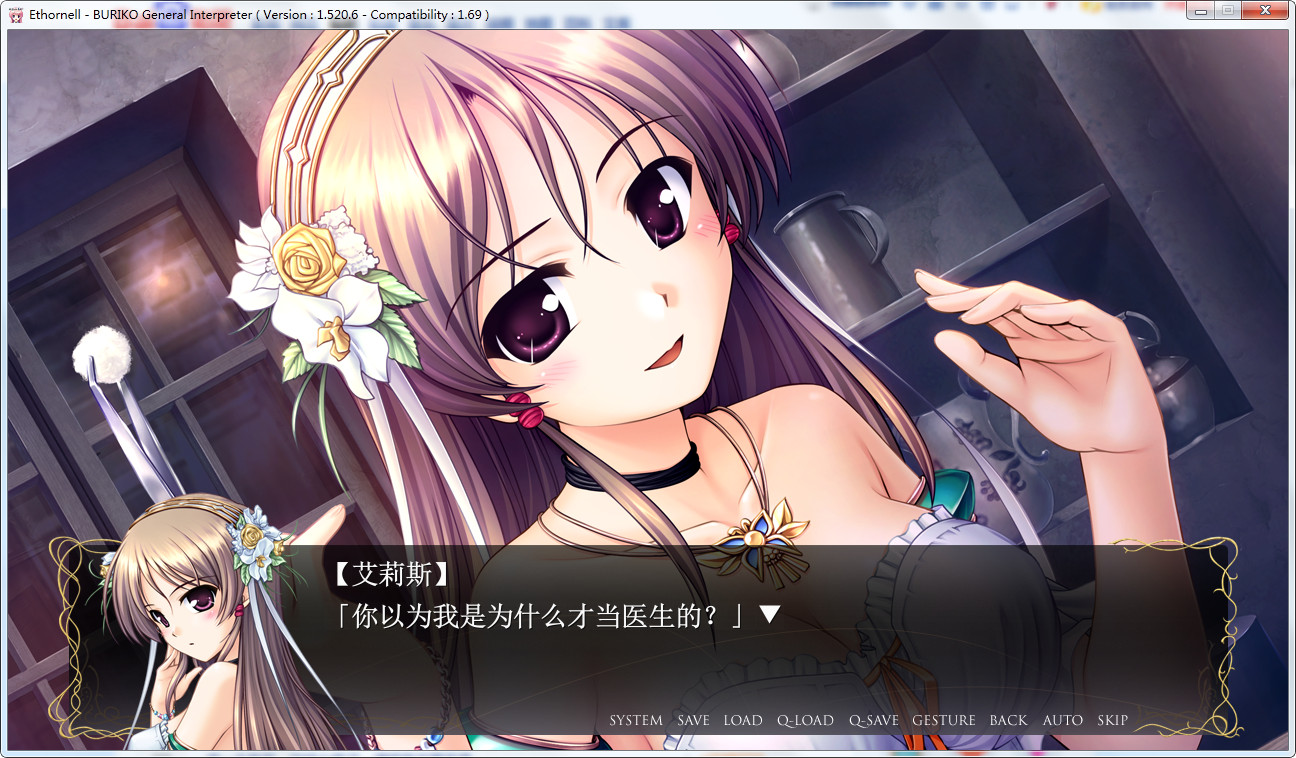 Ethornell - BURIKO General Interpreter ( Version : 1.520.6 - Compatibility : 1.69 )
【艾莉斯】
「你以为我是为什么才当医生的？」▼
SYSTEM SAVE LOAD Q-LOAD Q-SAVE GESTURE BACK AUTO SKIP